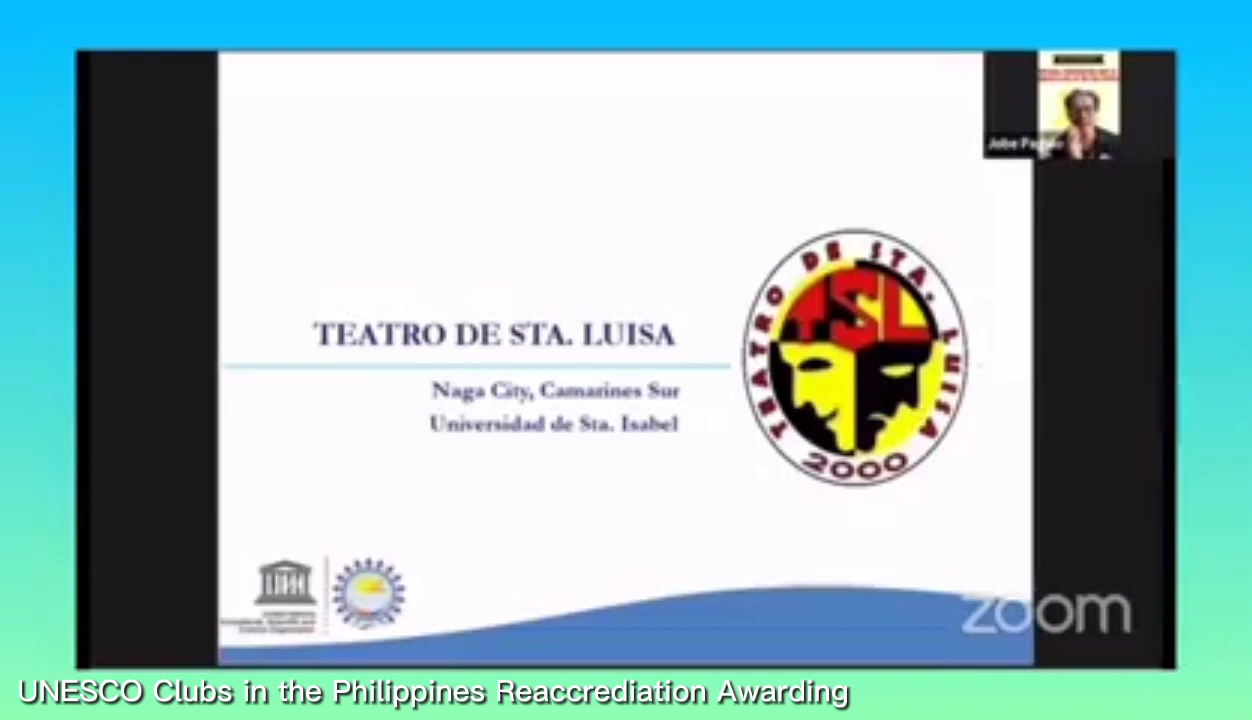 Jobe
TEATRO DE STA. LUISA
Naga City, Camarines Sur
Universidad de Sta. Isabel
TEATRO DE STA. LUISA
TSL
2000
zoom
UNESCO Clubs in the Philippines Reaccrediation Awarding